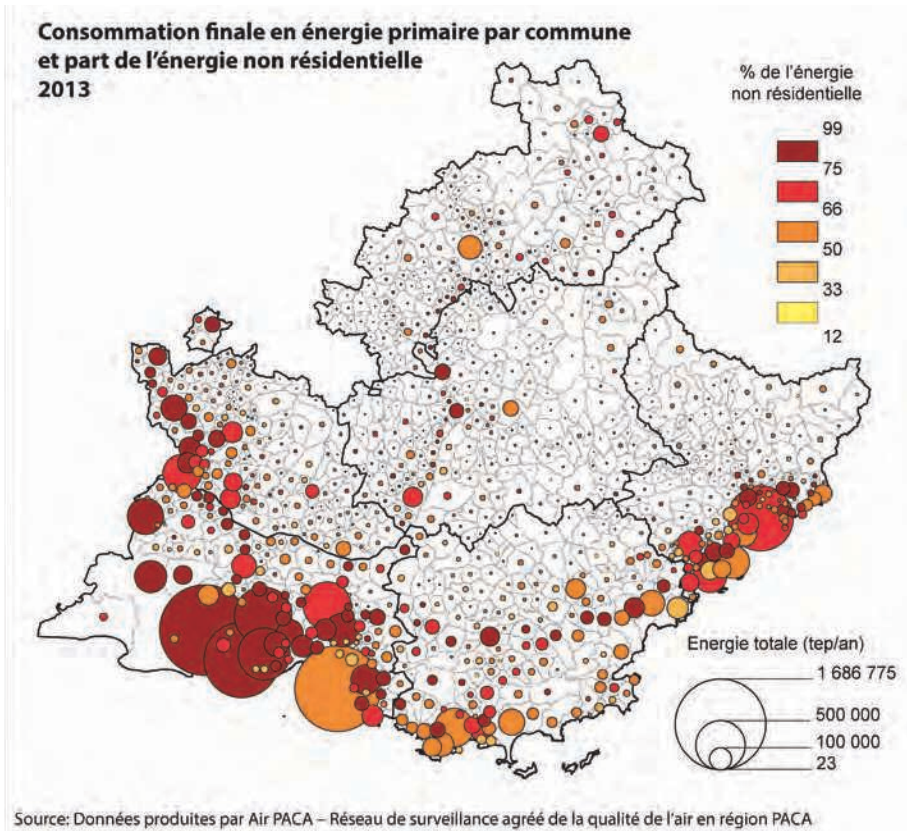 Consommation finale en énergie primaire par commune
et part de l'énergie non résidentielle
2013
% de l'énergie
non résidentielle
99
75
66
50
33
12
Energie totale (tep/an)
1 686 775
500 000
100 000
23
Source: Données produites par Air PACA – Réseau de surveillance agréé de la qualité de l'air en région PACA